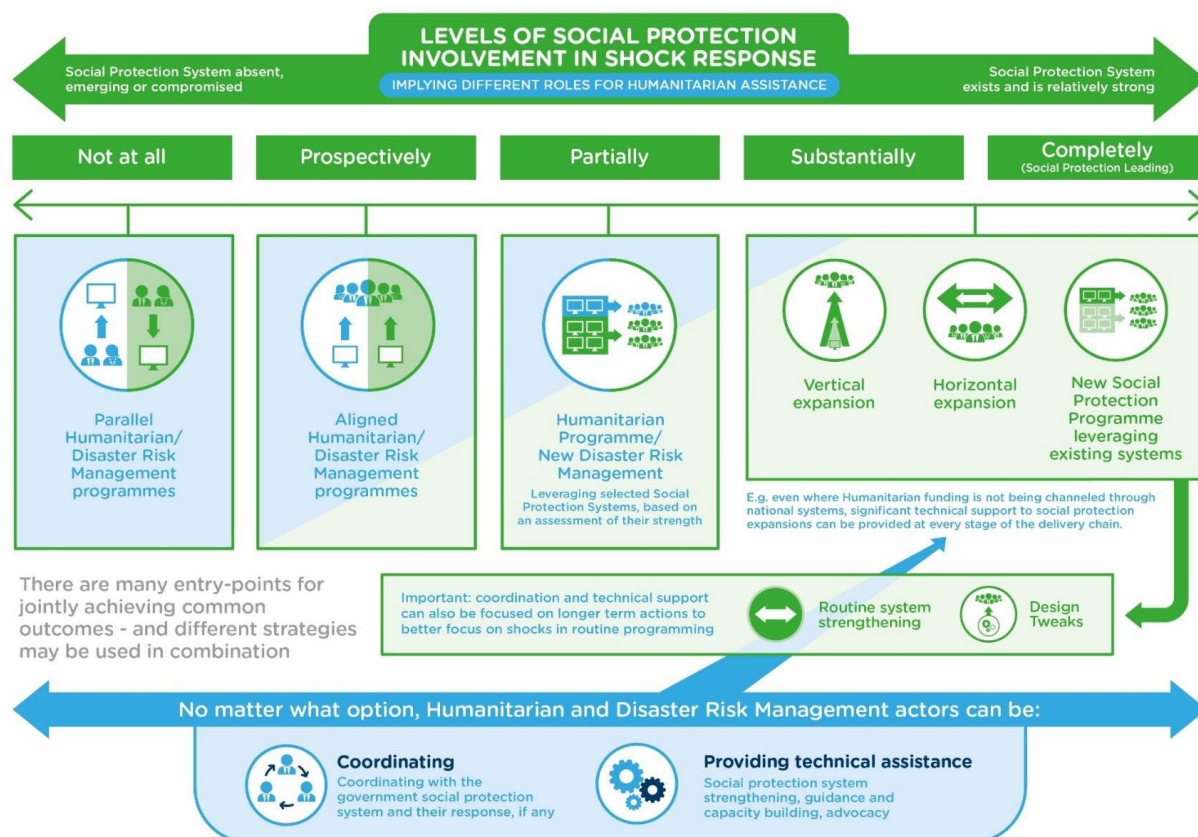 LEVELS OF SOCIAL PROTECTION
INVOLVEMENT IN SHOCK RESPONSE
IMPLYING DIFFERENT ROLES FOR HUMANITARIAN ASSISTANCE
Social Protection System absent,
emerging or compromised
Social Protection System
exists and is relatively strong
Not at all
Prospectively
Partially
Substantially
Completely
(Social Protection Leading)
Parallel
Humanitarian/
Disaster Risk
Management
programmes
Aligned
Humanitarian/
Disaster Risk
Management
programmes
Humanitarian
Programme/
New Disaster Risk
Management
Leveraging selected Social
Protection Systems, based on
an assessment of their strength
Vertical
expansion
Horizontal
expansion
New Social
Protection
Programme
leveraging
existing systems
E.g. even where Humanitarian funding is not being channeled through
national systems, significant technical support to social protection
expansions can be provided at every stage of the delivery chain.
There are many entry-points for
jointly achieving common
outcomes - and different strategies
may be used in combination
Important: coordination and technical support
can also be focused on longer term actions to
better focus on shocks in routine programming
Routine system
strengthening
Design
Tweaks
No matter what option, Humanitarian and Disaster Risk Management actors can be:
Coordinating
Coordinating with the
government social protection
system and their response, if any
Providing technical assistance
Social protection system
strengthening, guidance and
capacity building, advocacy